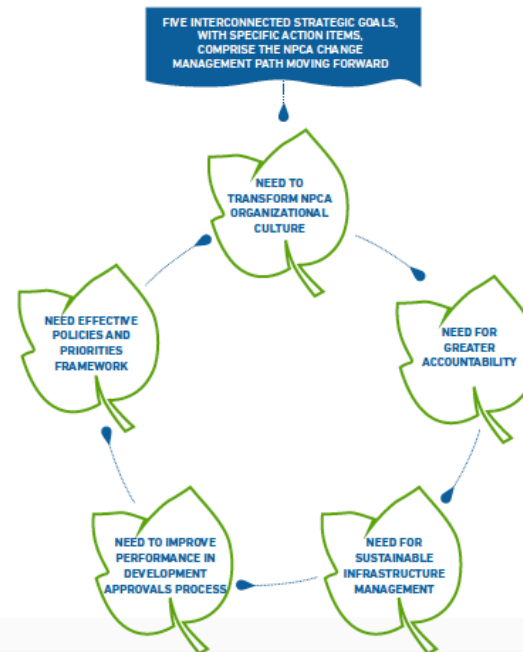 FIVE INTERCONNECTED STRATEGIC GOALS,
WITH SPECIFIC ACTION ITEMS,
COMPRISE THE NPCA CHANGE
MANAGEMENT PATH MOVING FORWARD
NEED TO
TRANSFORM NPCA
ORGANIZATIONAL
CULTURE
NEED FOR
GREATER
ACCOUNTABILITY
NEED FOR
SUSTAINABLE
INFRASTRUCTURE
MANAGEMENT
NEED TO IMPROVE
PERFORMANCE IN
DEVELOPMENT
APPROVALS PROCESS
NEED EFFECTIVE
POLICIES AND
PRIORITIES
FRAMEWORK